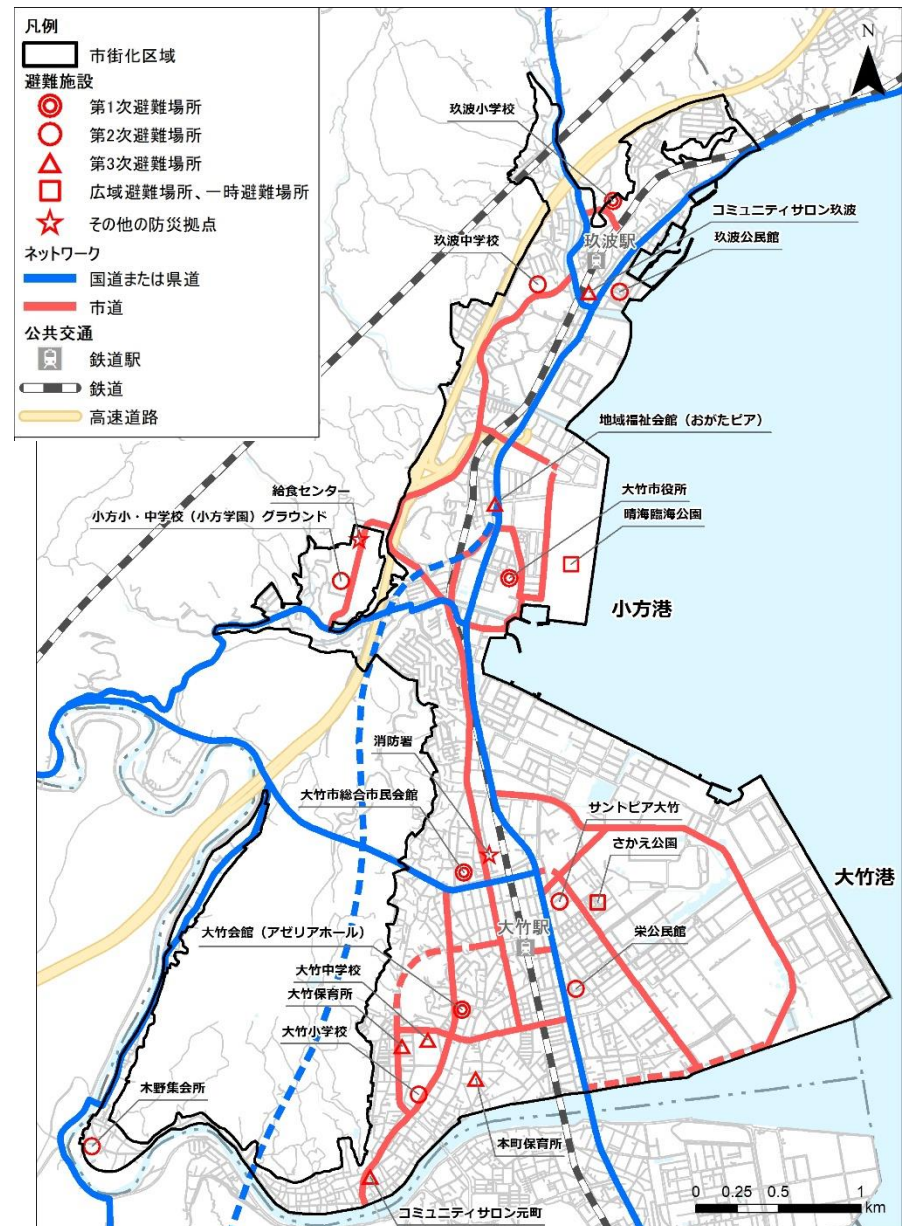 凡例
市街化区域
避難施設
第1次避難場所
第2次避難場所
第3次避難場所
広域避難場所、一時避難場所
その他の防災拠点
ネットワーク
国道または県道
市道
公共交通
鉄道駅
鉄道
高速道路
N
玖波小学校
コミュニティサロン玖波
玖波公民館
玖波中学校
玖波駅
地域福祉会館（おがたピア）
給食センター
大竹市役所
小方小・中学校（小方学園）グラウンド
晴海臨海公園
小方港
消防署
大竹市総合市民会館
サントピア大竹
さかえ公園
大竹港
大竹会館（アゼリアホール）
大竹駅
栄公民館
大竹中学校
大竹保育所
大竹小学校
木野集会所
本町保育所
コミュニティサロン元町
0 0.25 0.5 1
km